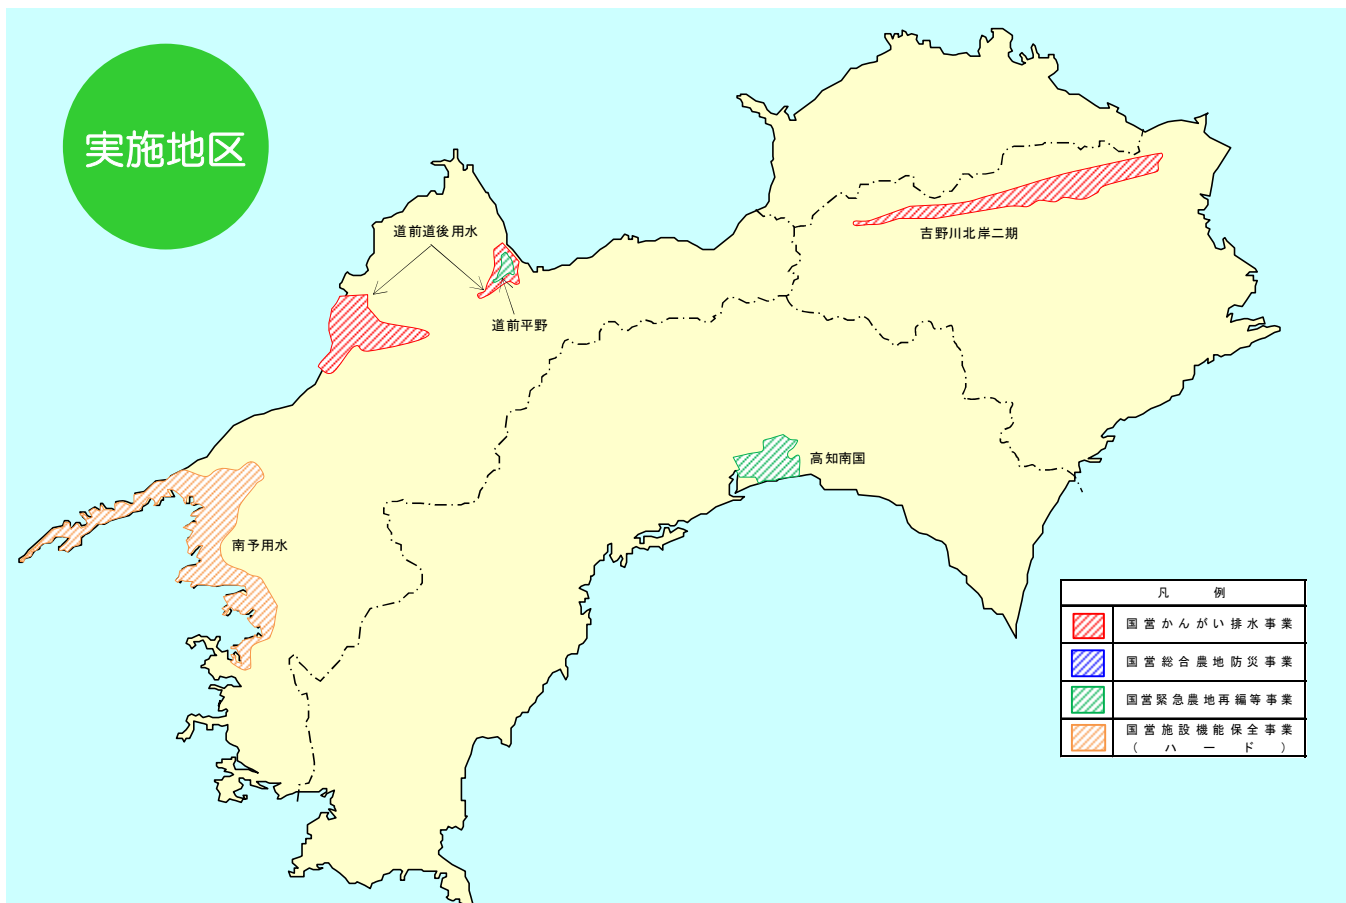 実施地区
道前道後用水
吉野川北岸二期
道前平野
高知南国
南予用水
凡例
国営かんがい排水事業
国営総合農地防災事業
国営緊急農地再編等事業
国営施設機能保全事業
(ハード)